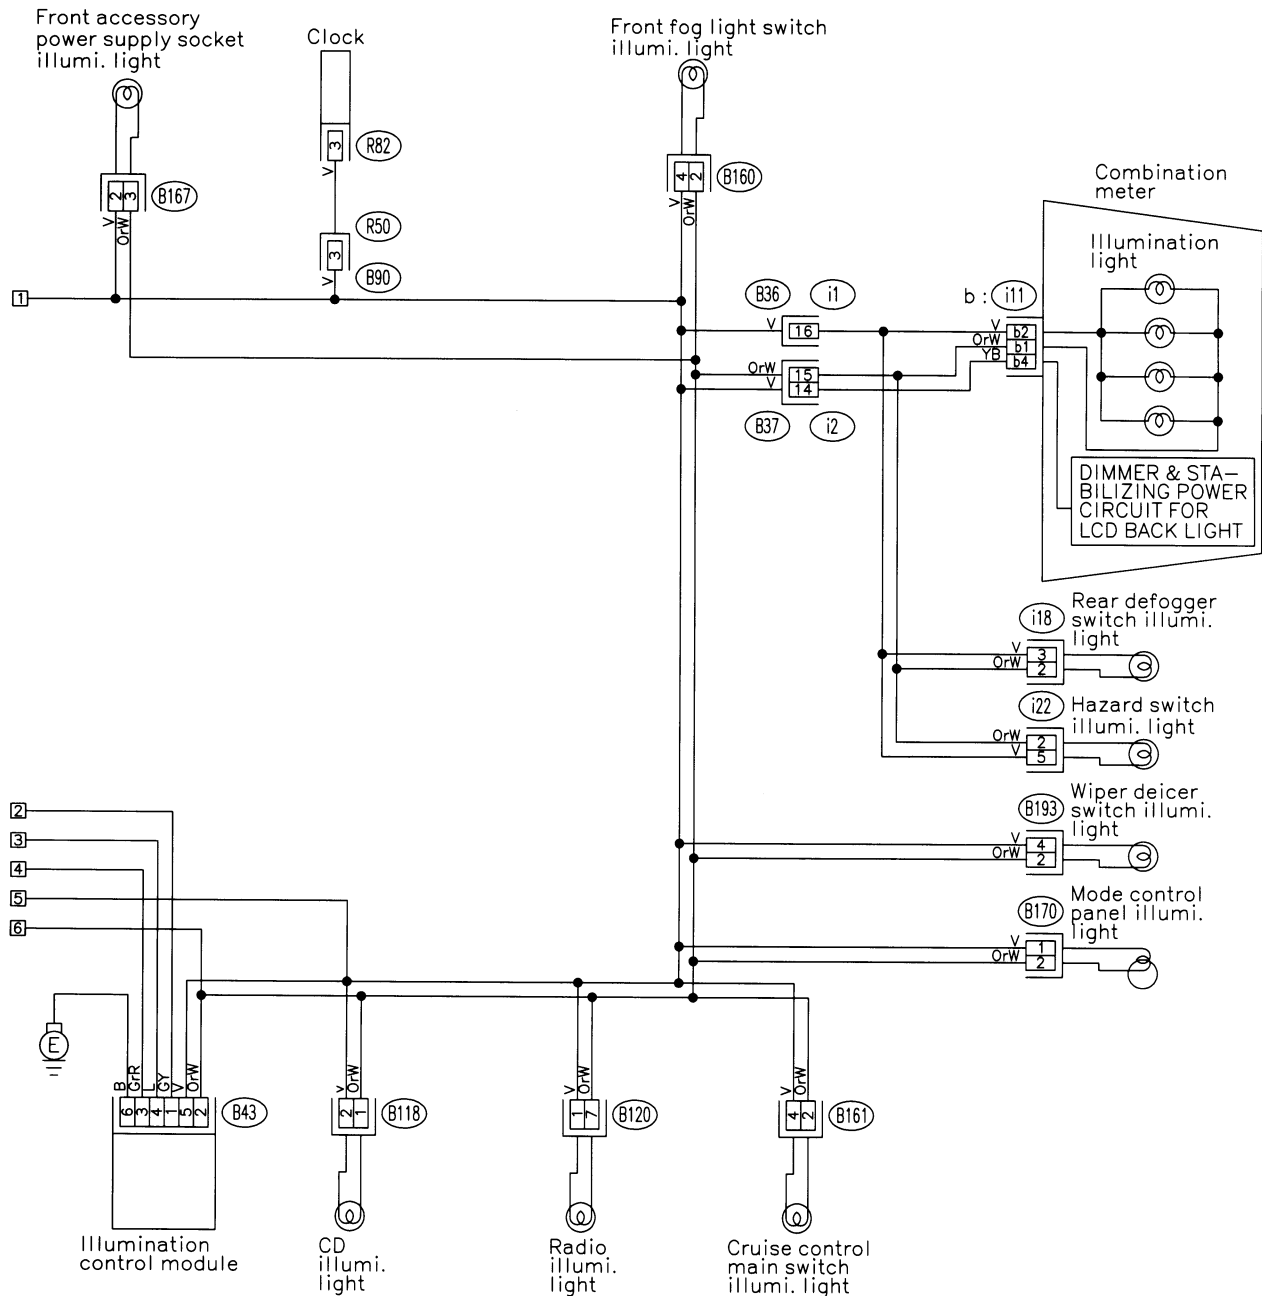 Front accessory
power supply socket
illumi. light
Clock
Front fog light switch
illumi. light
3
R82
V
2
3
B167
V
OrW
R50
3
B90
V
4
2
B160
V
OrW
Combination
meter
Illumination
light
1
B36
i1
b : i11
V
16
V
b2
OrW
b1
YB
b4
OrW
15
V
14
B37
i2
DIMMER & STA–
BILIZING POWER
CIRCUIT FOR
LCD BACK LIGHT
i18
Rear defogger
switch illumi.
light
V
3
OrW
2
i22
Hazard switch
illumi. light
OrW
2
V
5
B193
Wiper deicer
switch illumi.
light
V
4
OrW
2
B170
Mode control
panel illumi.
light
V
1
OrW
2
2
3
4
5
6
E
B
GrR
L
GY
V
OrW
6
3
4
1
5
2
B43
V
OrW
2
1
B118
V
OrW
1
7
B120
V
OrW
4
2
B161
Illumination
control module
CD
illumi.
light
Radio
illumi.
light
Cruise control
main switch
illumi. light